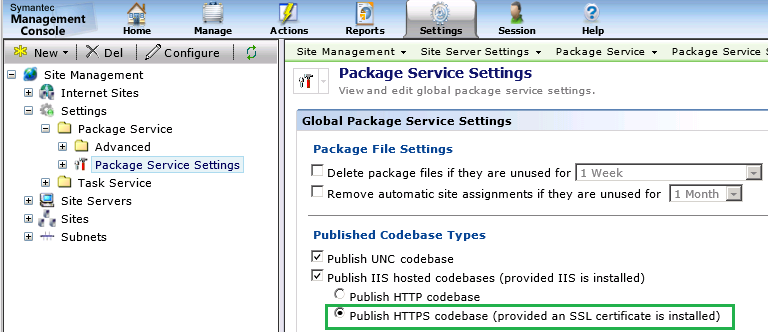 Symantec
Management
Console
Home
Manage
Actions
Reports
Settings
Session
Help
New
Del
Configure
Site Management
Internet Sites
Settings
Package Service
Advanced
Package Service Settings
Task Service
Site Servers
Sites
Subnets
Site Management Site Server Settings Package Service Package Service S
Package Service Settings
View and edit global package service settings.
Global Package Service Settings
Package File Settings
Delete package files if they are unused for 1 Week
Remove automatic site assignments if they are unused for 1 Month
Published Codebase Types
Publish UNC codebase
Publish IIS hosted codebases (provided IIS is installed)
Publish HTTP codebase
Publish HTTPS codebase (provided an SSL certificate is installed)